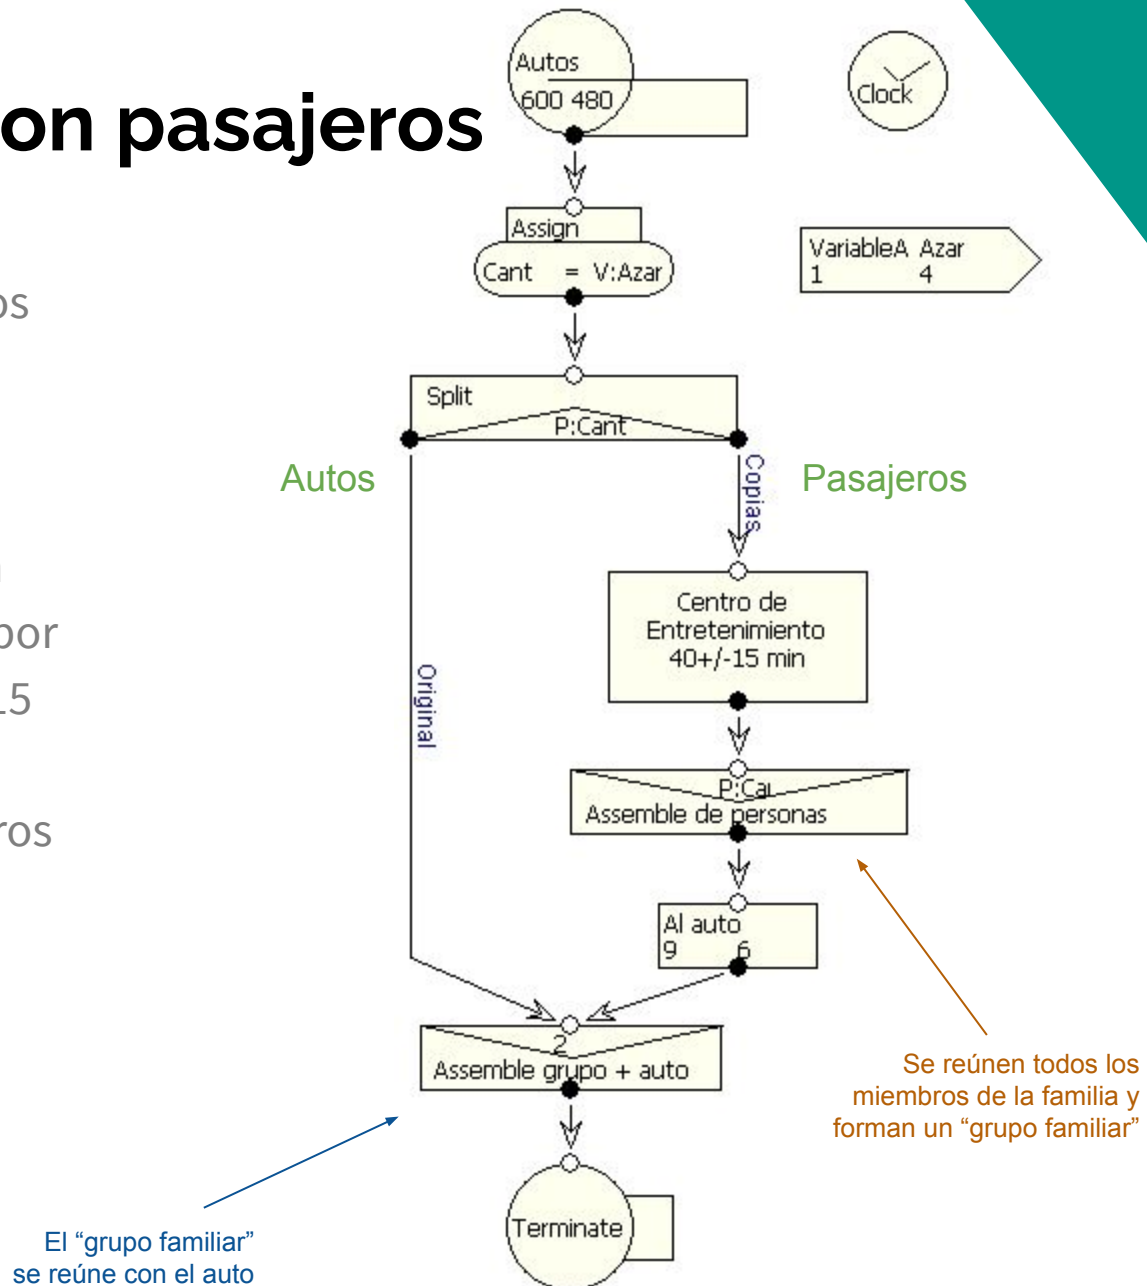 on pasajeros
os
por
15
ros
Autos
600 480
Clock
Assign
Cant = V:Azar
VariableA Azar
1 4
Split
P:Cant
Autos
Pasajeros
Copias
Original
Centro de
Entretenimiento
40+/-15 min
Assemble de personas
Al auto
9 6
2
Assemble grupo + auto
Se reúnen todos los
miembros de la familia y
forman un “grupo familiar”
Terminate
El “grupo familiar”
se reúne con el auto